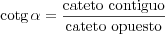 cotg α = cateto contiguo / cateto opuesto